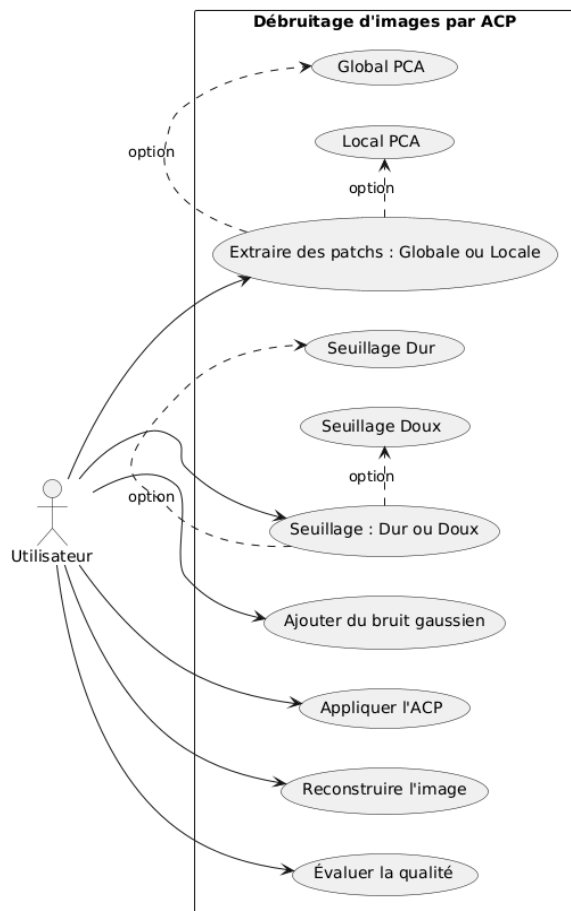 Débruitage d'images par ACP
Global PCA
option
Local PCA
option
Extraire des patchs : Globale ou Locale
Seuillage Dur
Seuillage Doux
option
option
Seuillage : Dur ou Doux
Utilisateur
Ajouter du bruit gaussien
Appliquer l'ACP
Reconstruire l'image
Évaluer la qualité